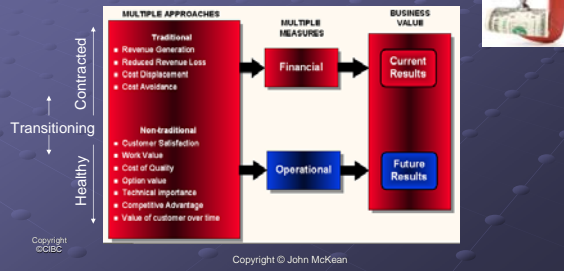 MULTIPLE APPROACHES
MULTIPLE
MEASURES
BUSINESS
VALUE
Contracted
Transitioning
Healthy
Traditional
Revenue Generation
Reduced Revenue Loss
Cost Displacement
Cost Avoidance
Non-traditional
Customer Satisfaction
Work Value
Cost of Quality
Option value
Technical importance
Competitive Advantage
Value of customer over time
Financial
Operational
Current
Results
Future
Results
Copyright
©CIBC
Copyright © John McKean